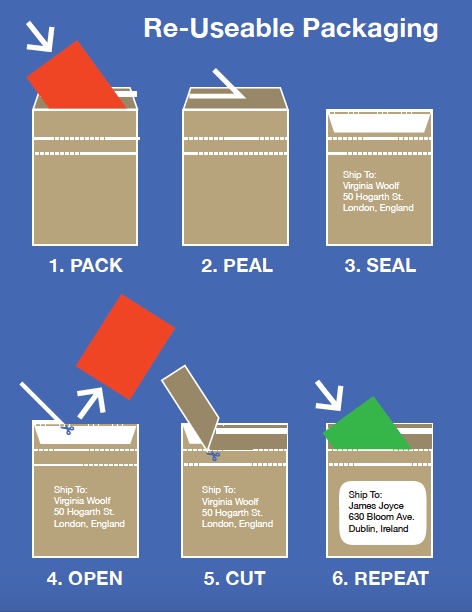 Re-Useable Packaging
Ship To:
Virginia Woolf
50 Hogarth St.
London, England
1. PACK
2. PEAL
3. SEAL
Ship To:
Virginia Woolf
50 Hogarth St.
London, England
Ship To:
Virginia Woolf
50 Hogarth St.
London, England
Ship To:
James Joyce
630 Bloom Ave.
Dublin, Ireland
4. OPEN
5. CUT
6. REPEAT